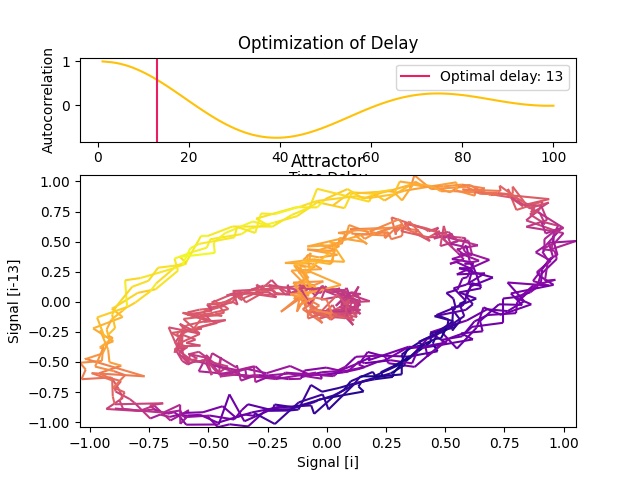 Optimization of Delay
Autocorrelation
1
0
Optimal delay: 13
0 20 40 60 80 100
Time Delay
Attractor
Signal [i-13]
1.00
0.75
0.50
0.25
0.00
−0.25
−0.50
−0.75
−1.00
−1.00 −0.75 −0.50 −0.25 0.00 0.25 0.50 0.75 1.00
Signal [i]